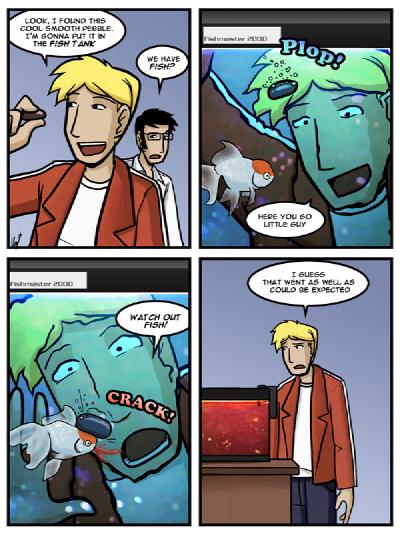 LOOK, I FOUND THIS
COOL SMOOTH PEBBLE.
I'M GONNA PUT IT IN
THE FISH TANK
WE HAVE
FISH?
Fishmaster 2000
Plop!
HERE YOU GO
LITTLE GUY
Fishmaster 2000
WATCH OUT
FISH!
CRACK!
I GUESS
THAT WENT AS WELL AS
COULD BE EXPECTED